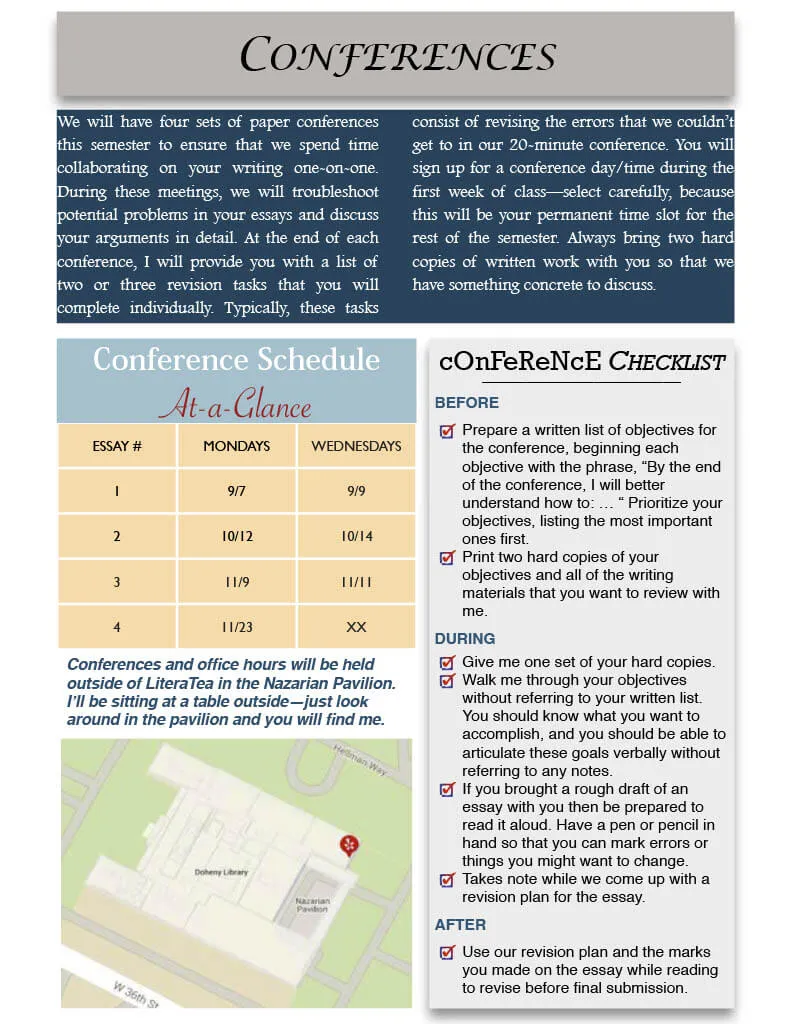 CONFERENCES
We will have four sets of paper conferences
this semester to ensure that we spend time
collaborating on your writing one-on-one.
During these meetings, we will troubleshoot
potential problems in your essays and discuss
your arguments in detail. At the end of each
conference, I will provide you with a list of
two or three revision tasks that you will
complete individually. Typically, these tasks
consist of revising the errors that we couldn't
get to in our 20-minute conference. You will
sign up for a conference day/time during the
first week of class—select carefully, because
this will be your permanent time slot for the
rest of the semester. Always bring two hard
copies of written work with you so that we
have something concrete to discuss.
Conference Schedule
At-a-Glance
ESSAY # MONDAYS WEDNESDAYS
1 9/7 9/9
2 10/12 10/14
3 11/9 11/11
4 11/23 XX
Conferences and office hours will be held
outside of LiteraTea in the Nazarian Pavilion.
I'll be sitting at a table outside—just look
around in the pavilion and you will find me.
Hellman Way
Doheny Library
Nazarian
Pavilion
W 36th St
cOnFeReNcE CHECKLIST
BEFORE
Prepare a written list of objectives for
the conference, beginning each
objective with the phrase, "By the end
of the conference, I will better
understand how to: … " Prioritize your
objectives, listing the most important
ones first.
Print two hard copies of your
objectives and all of the writing
materials that you want to review with
me.
DURING
Give me one set of your hard copies.
Walk me through your objectives
without referring to your written list.
You should know what you want to
accomplish, and you should be able to
articulate these goals verbally without
referring to any notes.
If you brought a rough draft of an
essay with you then be prepared to
read it aloud. Have a pen or pencil in
hand so that you can mark errors or
things you might want to change.
Takes note while we come up with a
revision plan for the essay.
AFTER
Use our revision plan and the marks
you made on the essay while reading
to revise before final submission.